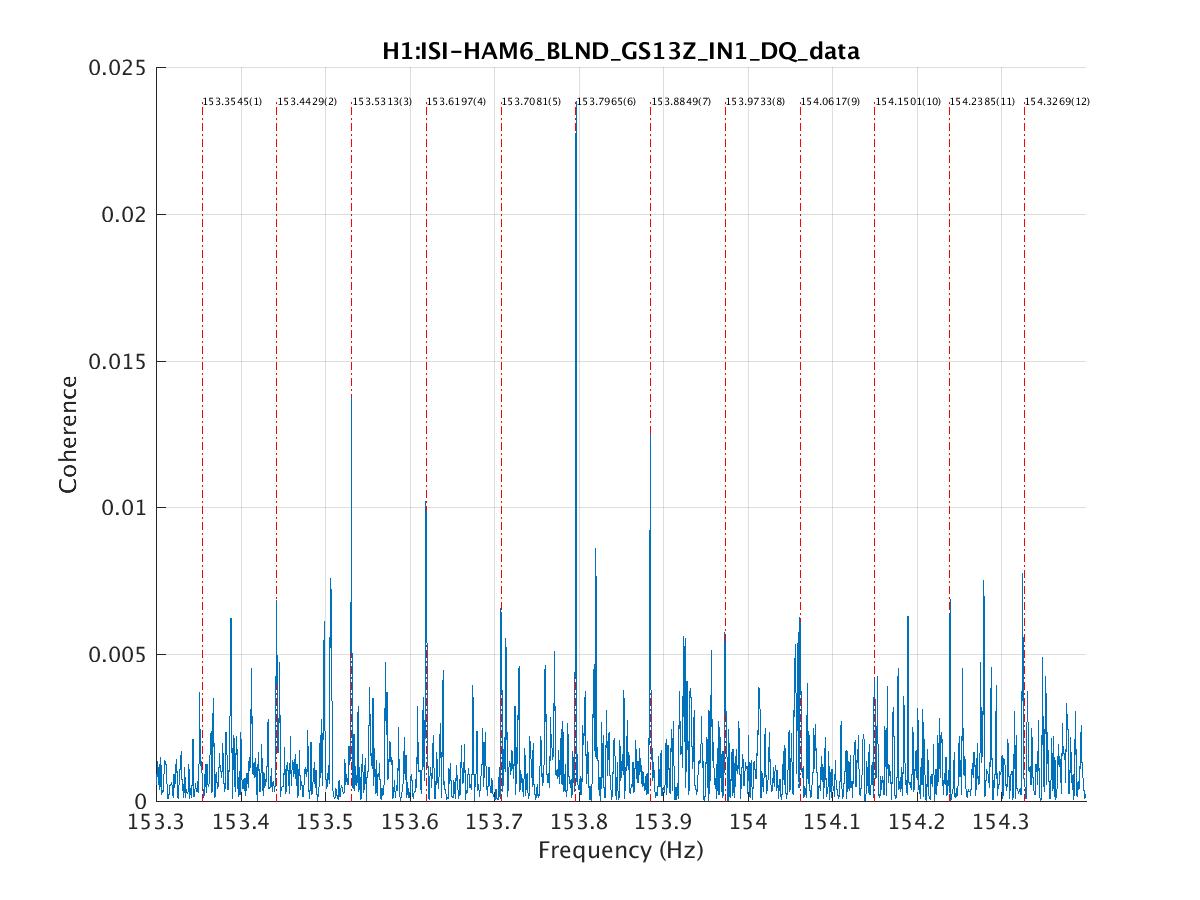 H1:ISI-HAM6_BLND_GS13Z_IN1_DQ_data
0.025
153.3545(1) 153.4429(2) 153.5313(3) 153.6197(4) 153.7081(5) 153.7965(6) 153.8849(7) 153.9733(8) 154.0617(9) 154.1501(10) 154.2385(11) 154.3269(12)
0.02
0.015
Coherence
0.01
0.005
0
153.3 153.4 153.5 153.6 153.7 153.8 153.9 154 154.1 154.2 154.3
Frequency (Hz)